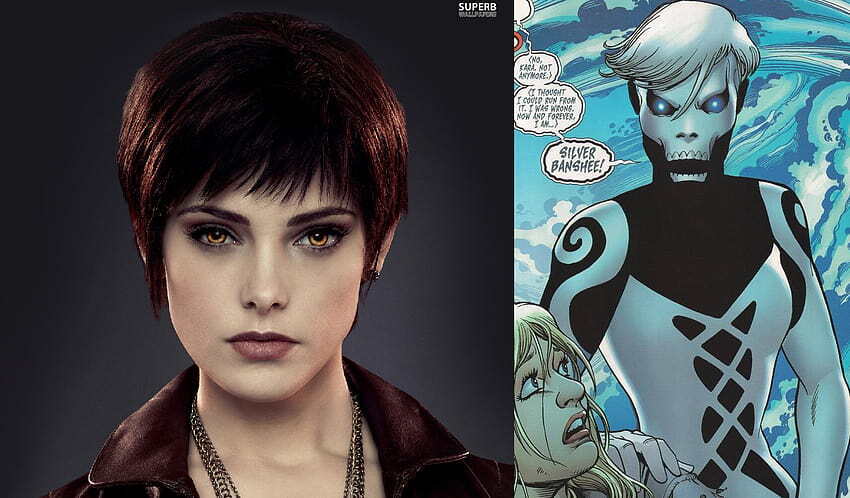 SUPERB
WALLPAPERS
<NO,
KARA. NOT
ANYMORE.>
<I THOUGHT
I COULD RUN FROM
IT. I WAS WRONG.
NOW AND FOREVER,
I AM...>
SILVER
BANSHEE!